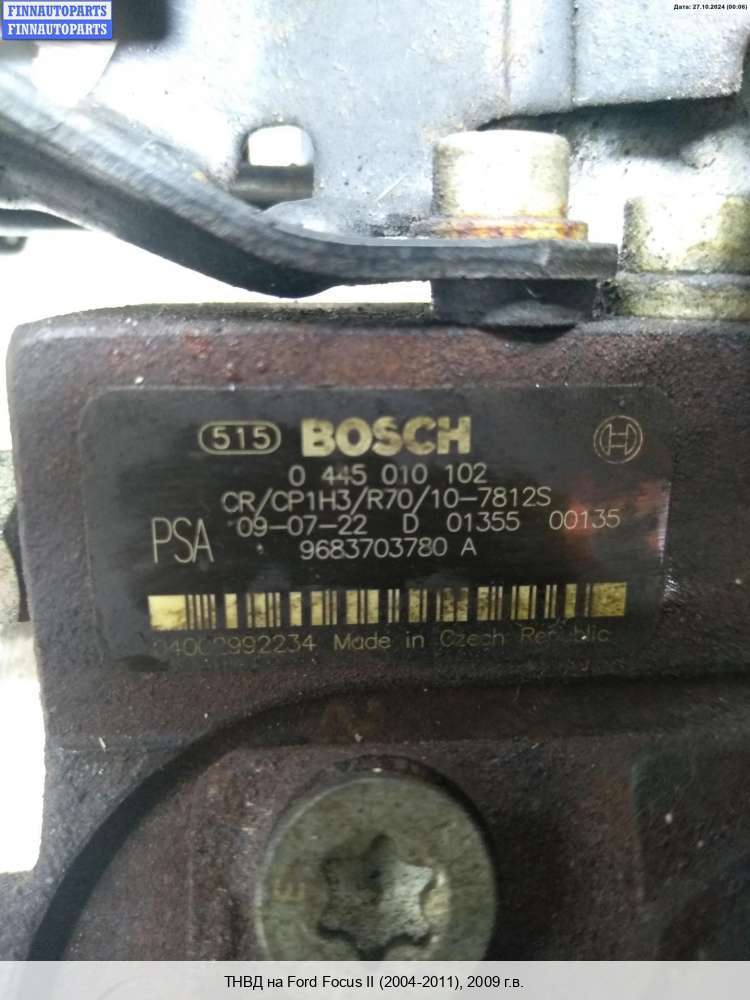 FINNAUTOPARTS
FINNAUTOPARTS
Дата: 27.10.2024 (00:06)
515 BOSCH
0 445 010 102
CR/CP1H3/R70/10-7812S
PSA 09-07-22 D 01355 00135
9683703780 A
Made in Czech Republic
ТНВД на Ford Focus II (2004-2011), 2009 г.в.